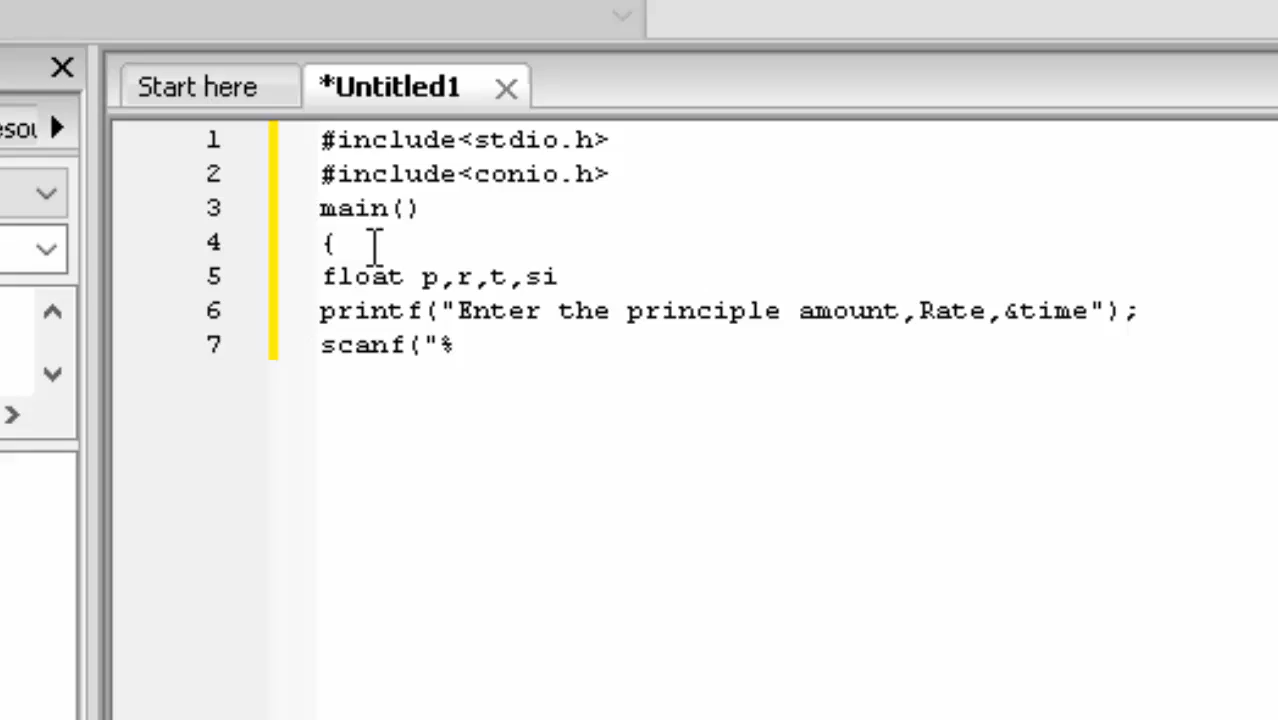 Start here
*Untitled1
esou
1 #include<stdio.h>
2 #include<conio.h>
3 main()
4 {
5 float p,r,t,si
6 printf("Enter the principle amount,Rate,&time");
7 scanf("%